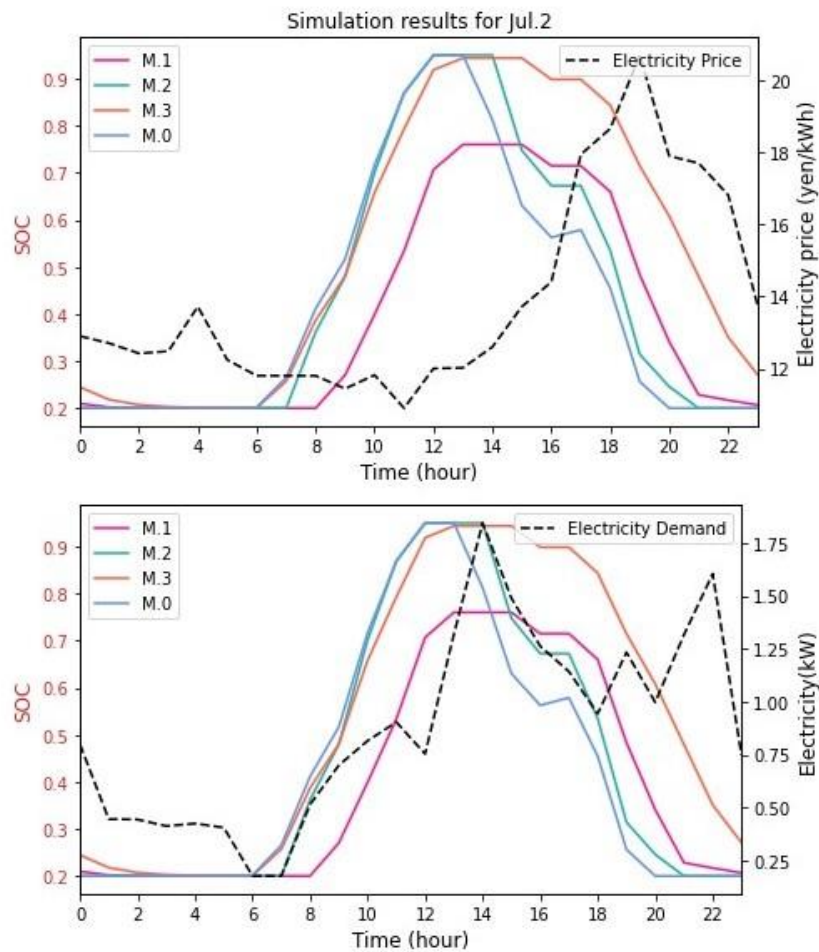 Simulation results for Jul.2
M.1
M.2
M.3
M.0
Electricity Price
SOC
0.9
0.8
0.7
0.6
0.5
0.4
0.3
0.2
20
18
16
14
12
Electricity price (yen/kWh)
0 2 4 6 8 10 12 14 16 18 20 22
Time (hour)
M.1
M.2
M.3
M.0
Electricity Demand
SOC
0.9
0.8
0.7
0.6
0.5
0.4
0.3
0.2
1.75
1.50
1.25
1.00
0.75
0.50
0.25
Electricity(kW)
0 2 4 6 8 10 12 14 16 18 20 22
Time (hour)